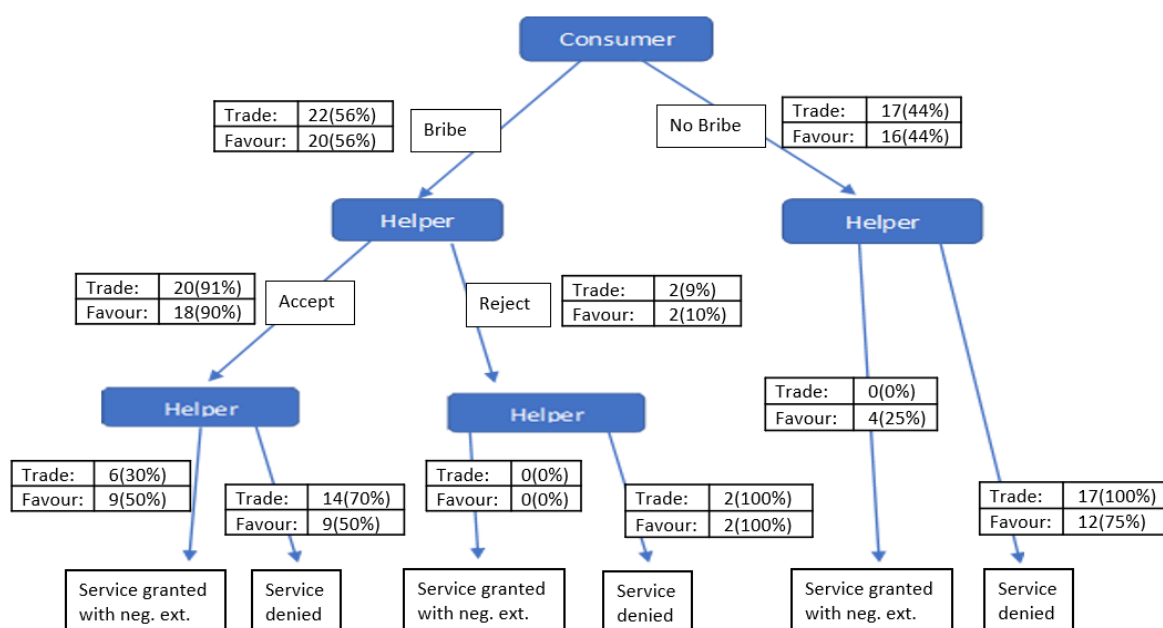 Consumer
Trade: 22(56%)
Favour: 20(56%)
Bribe
No Bribe
Trade: 17(44%)
Favour: 16(44%)
Helper
Helper
Trade: 20(91%)
Favour: 18(90%)
Accept
Reject
Trade: 2(9%)
Favour: 2(10%)
Helper
Helper
Trade: 0(0%)
Favour: 4(25%)
Trade: 6(30%)
Favour: 9(50%)
Trade: 14(70%)
Favour: 9(50%)
Trade: 0(0%)
Favour: 0(0%)
Trade: 2(100%)
Favour: 2(100%)
Trade: 17(100%)
Favour: 12(75%)
Service granted
with neg. ext.
Service
denied
Service granted
with neg. ext.
Service
denied
Service granted
with neg. ext.
Service
denied